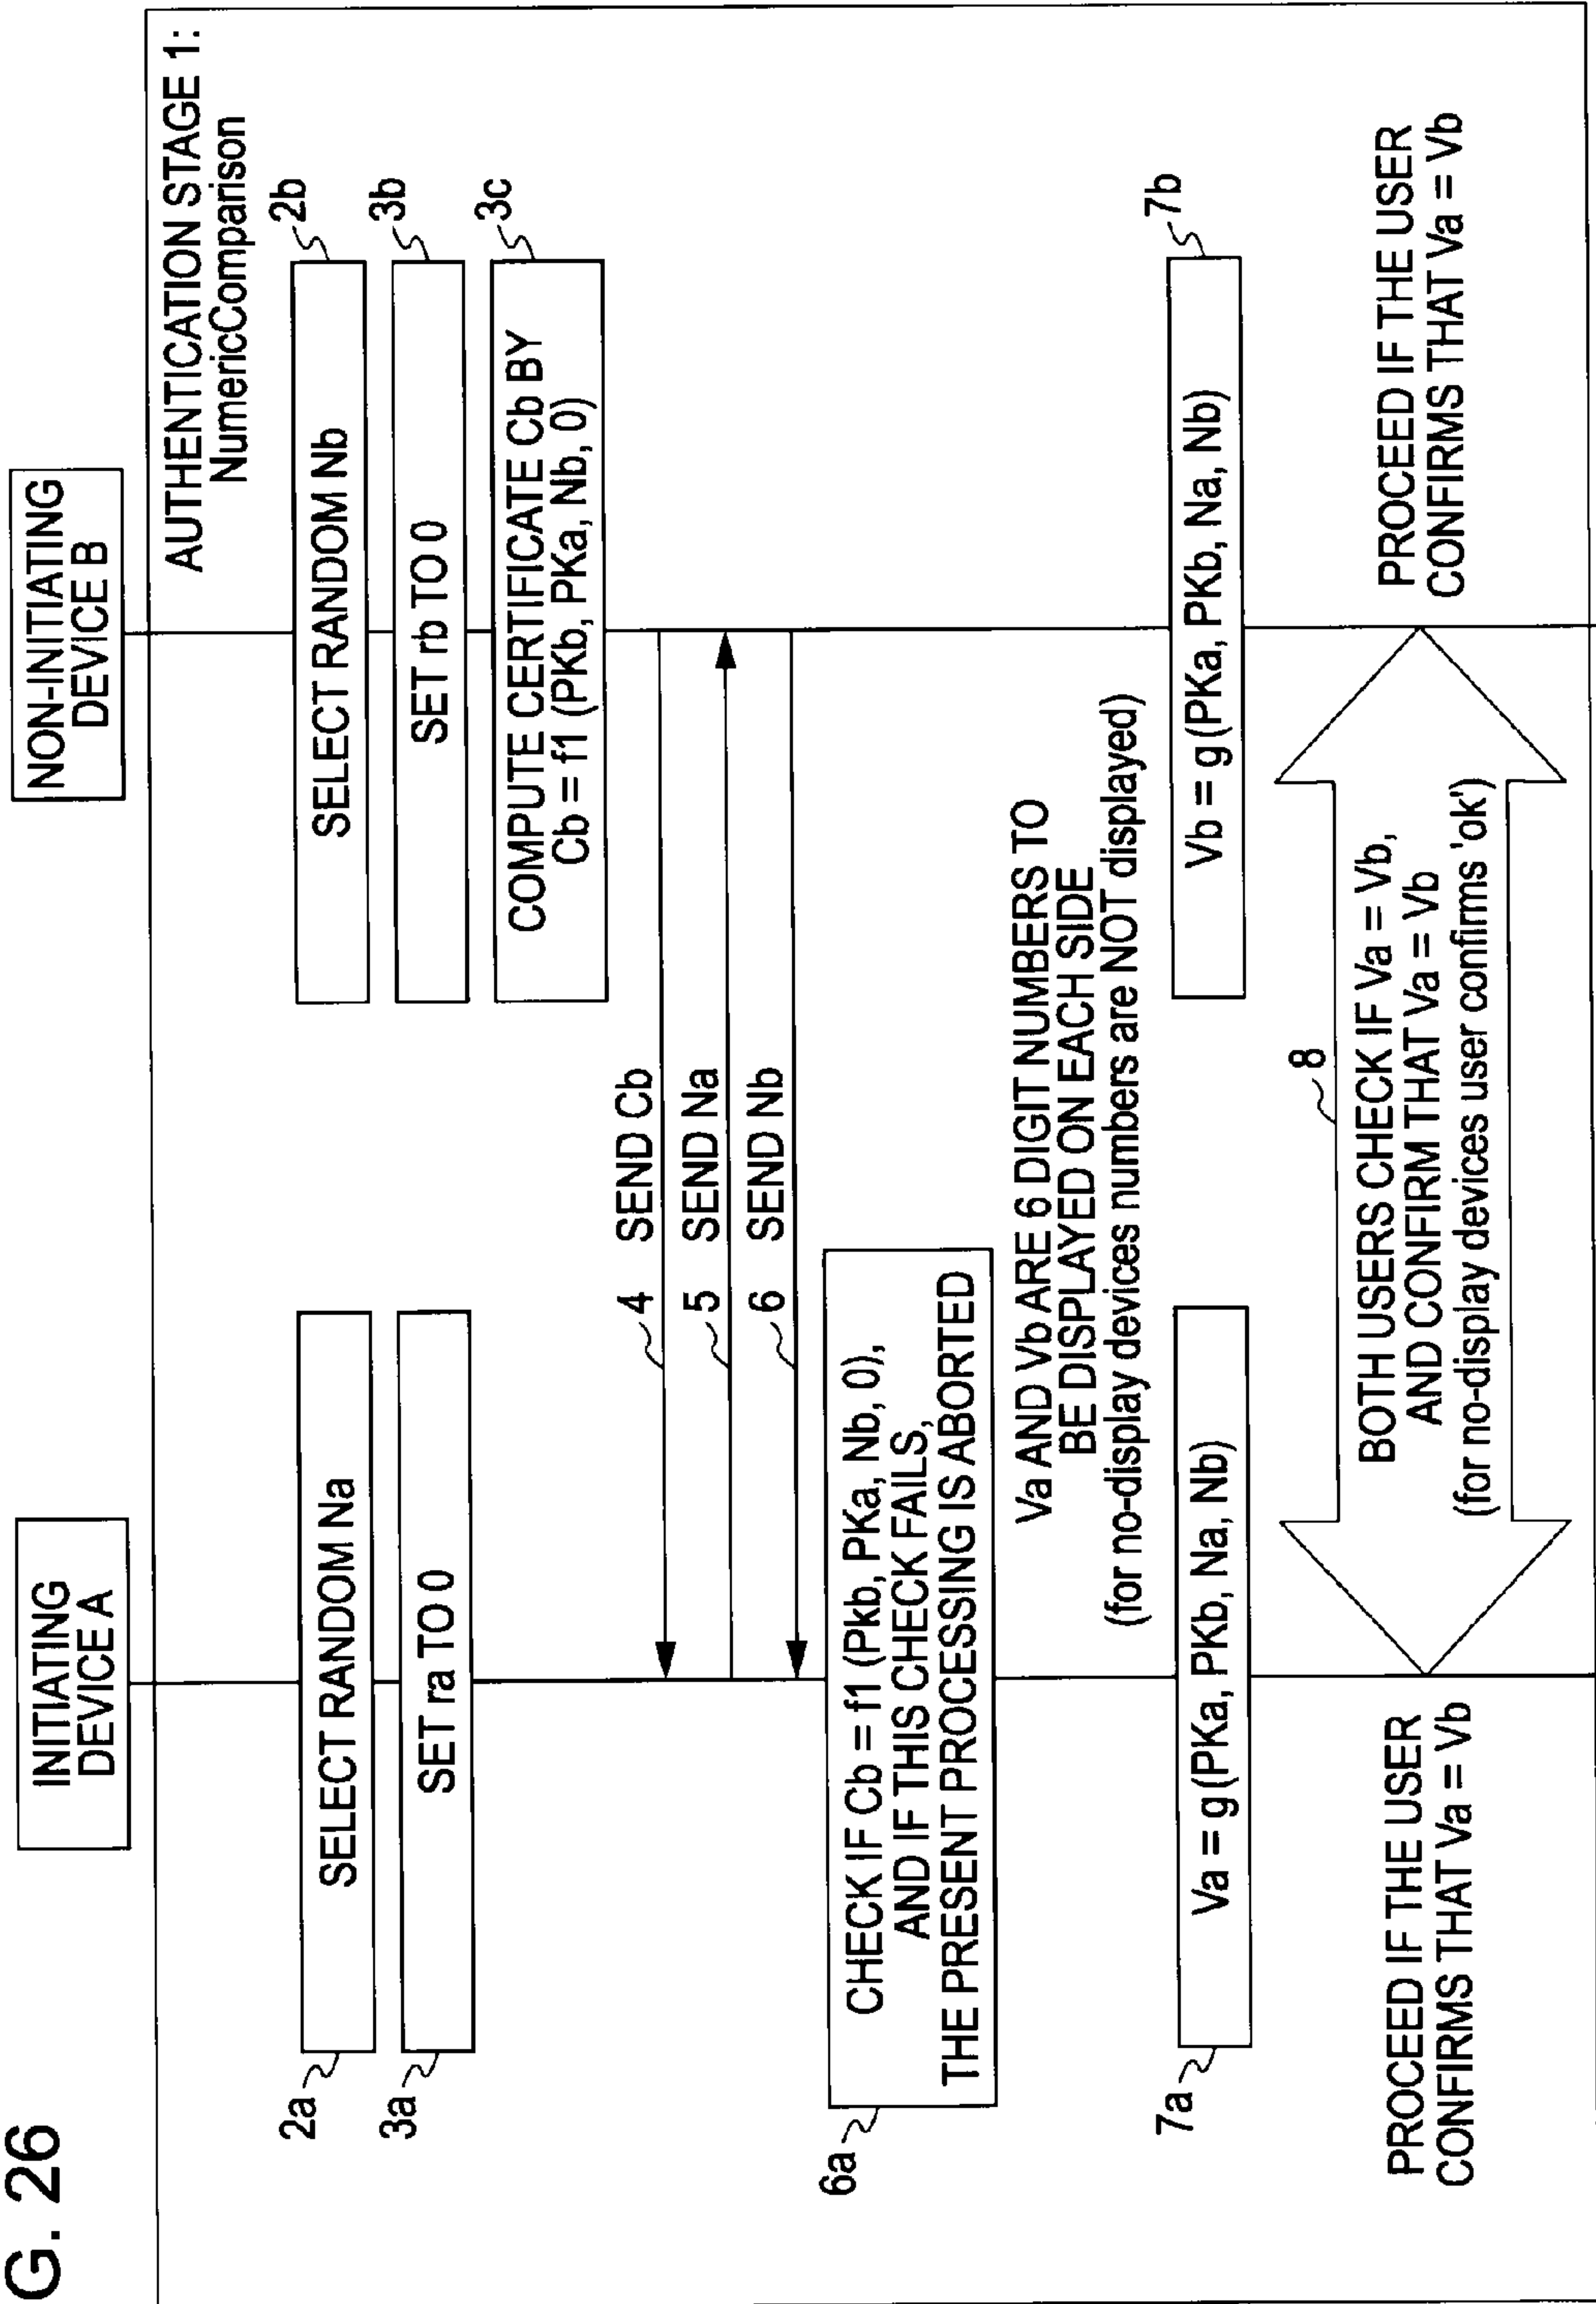 G. 26
INITIATING
DEVICE A
NON-INITIATING
DEVICE B
AUTHENTICATION STAGE 1:
NumericComparison
2a
SELECT RANDOM Na
SELECT RANDOM Nb
2b
3a
SET ra TO 0
SET rb TO 0
3b
COMPUTE CERTIFICATE Cb BY
Cb = f1 (PKb, PKa, Nb, 0)
3c
4 SEND Cb
5 SEND Na
6 SEND Nb
6a
CHECK IF Cb = f1 (Pkb, PKa, Nb, 0),
AND IF THIS CHECK FAILS,
THE PRESENT PROCESSING IS ABORTED
Va AND Vb ARE 6 DIGIT NUMBERS TO
BE DISPLAYED ON EACH SIDE
(for no-display devices numbers are NOT displayed)
7a
Va = g (PKa, PKb, Na, Nb)
Vb = g (PKa, PKb, Na, Nb)
7b
8
BOTH USERS CHECK IF Va = Vb,
AND CONFIRM THAT Va = Vb
(for no-display devices user confirms 'ok')
PROCEED IF THE USER
CONFIRMS THAT Va = Vb
PROCEED IF THE USER
CONFIRMS THAT Va = Vb